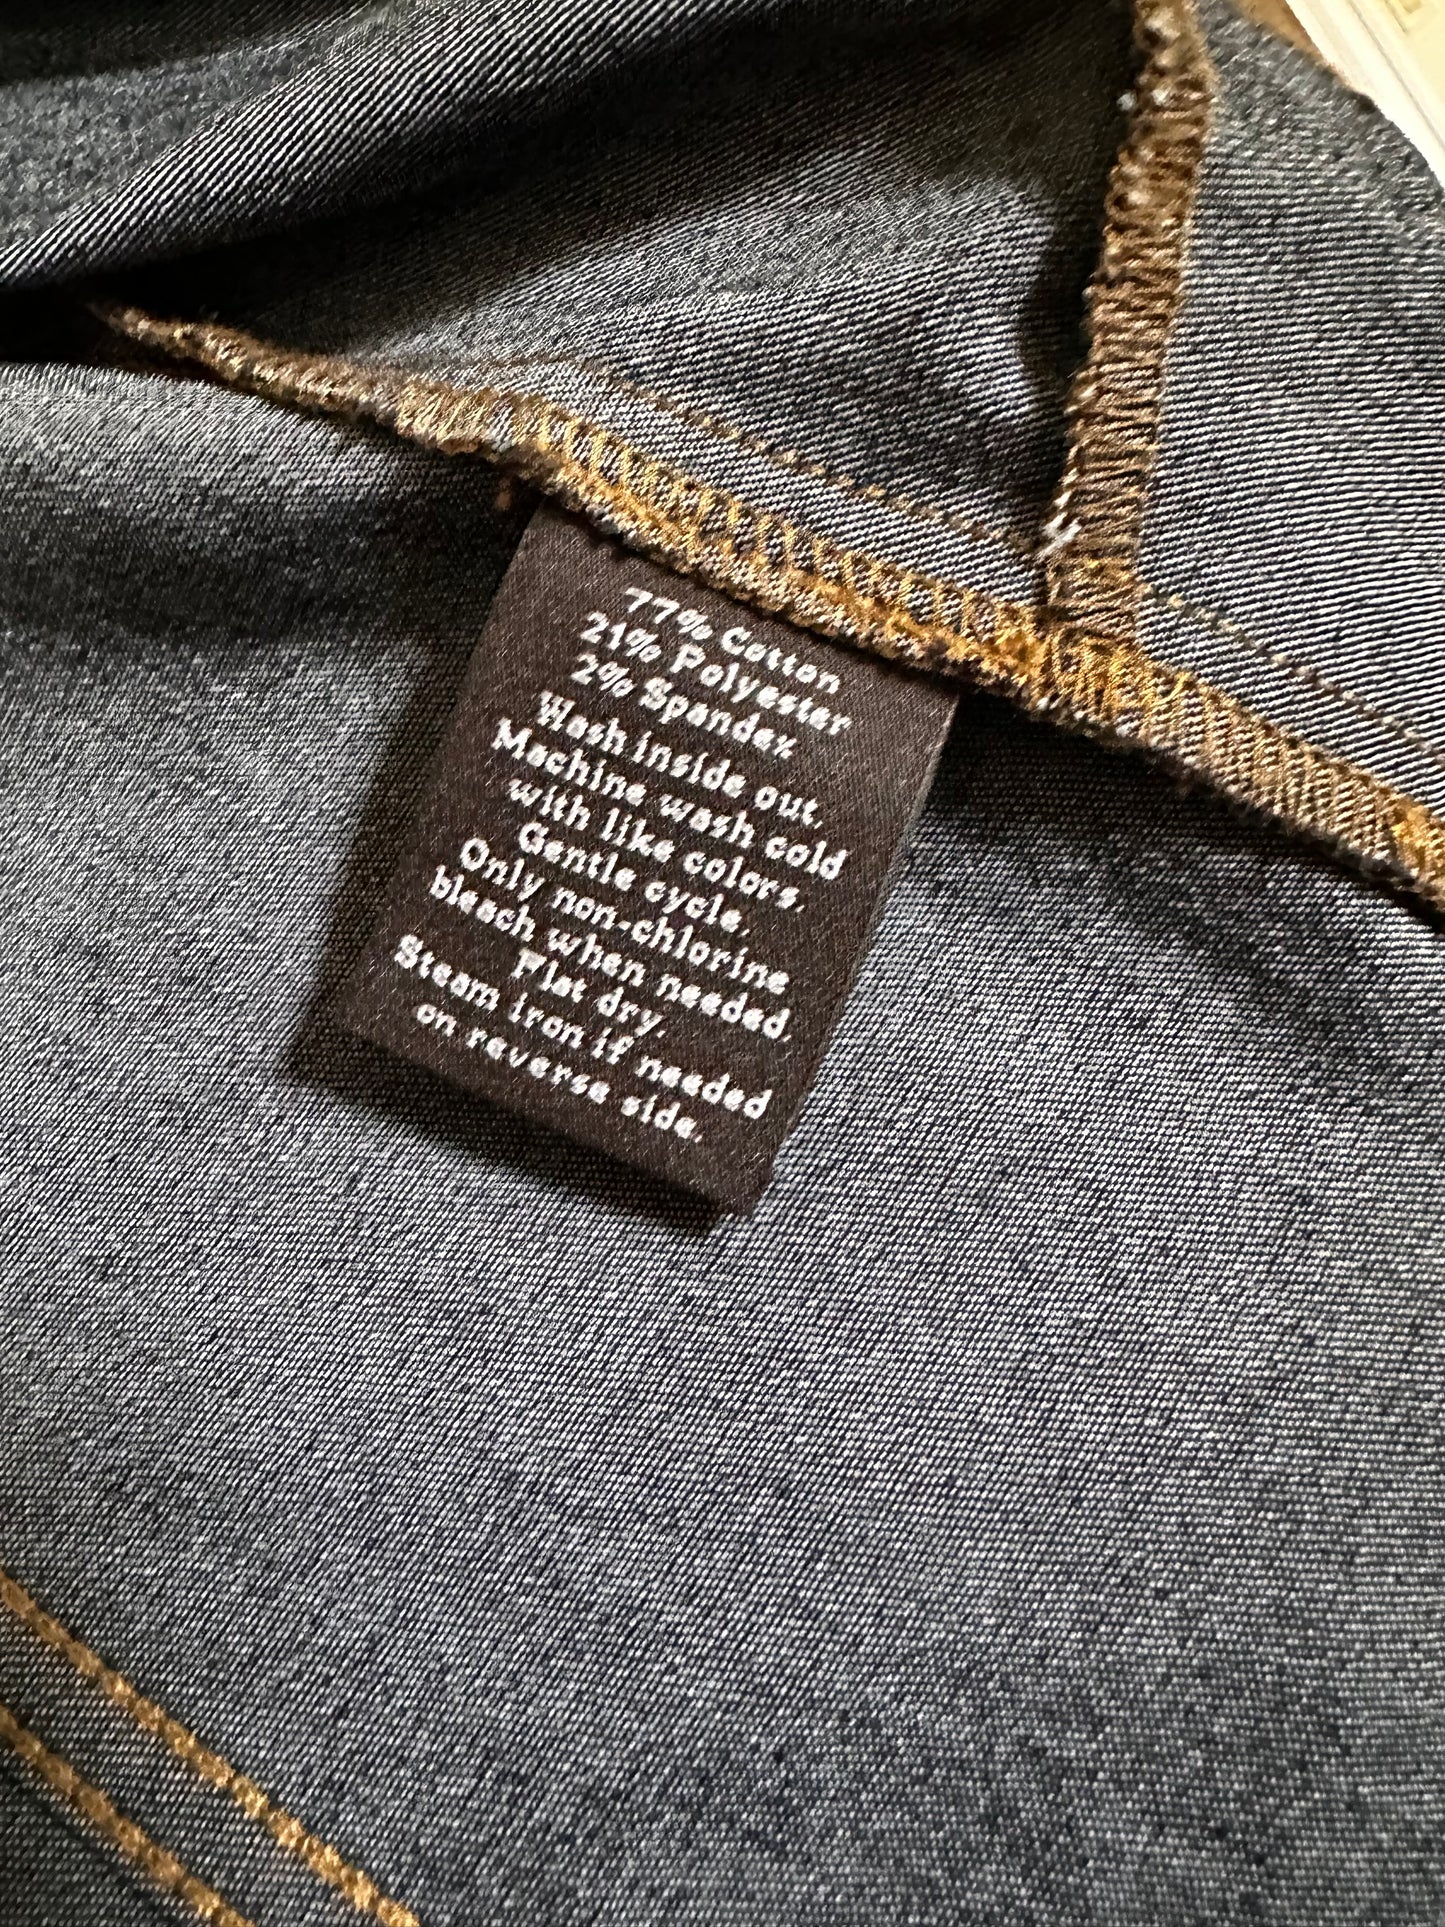 77% Cotton
21% Polyester
2% Spandex
Wash inside out.
Machine wash cold
with like colors.
Gentle cycle.
Only non-chlorine
bleach when needed.
Flat dry.
Steam iron if needed
on reverse side.